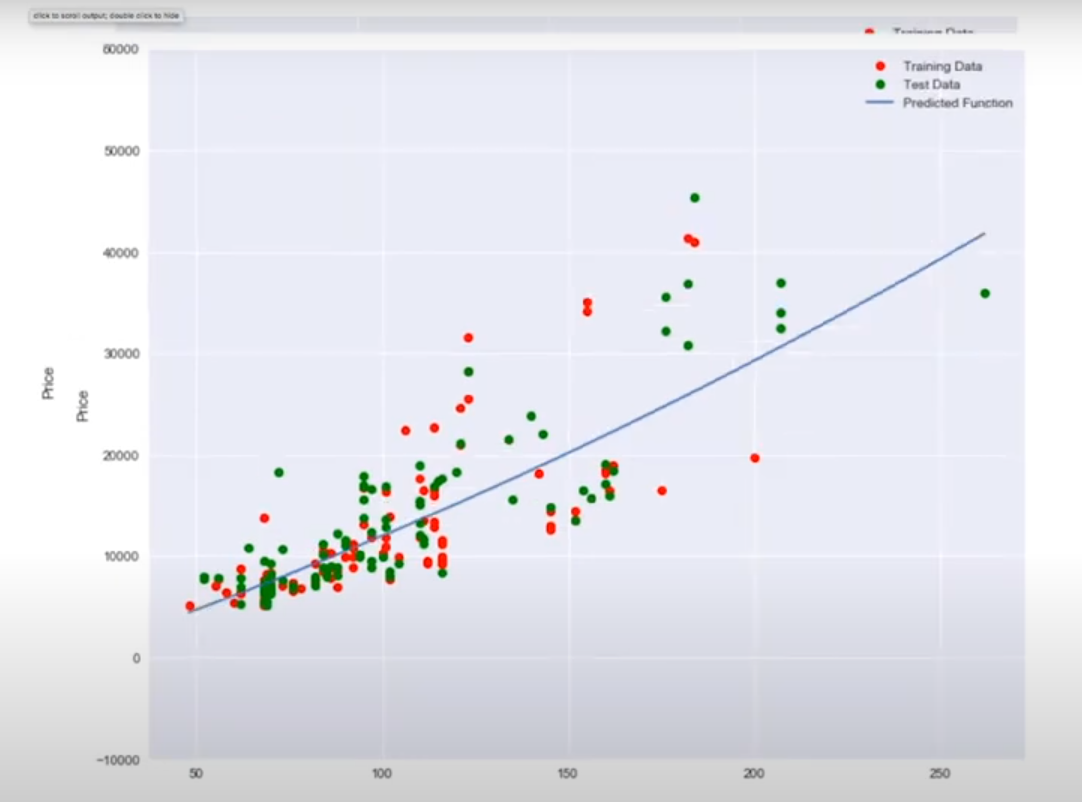 click to scroll output; double click to hide
Training Data
60000
Training Data
Test Data
Predicted Function
50000
40000
30000
Price
Price
20000
10000
0
−10000
50 100 150 200 250